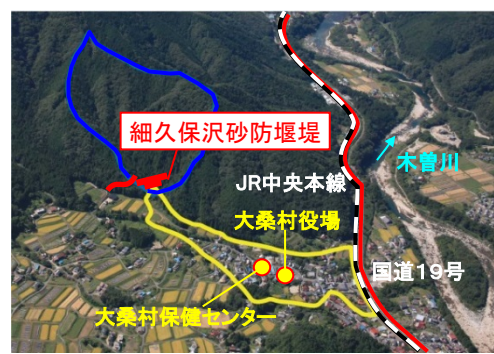 細久保沢砂防堰堤
木曽川
JR中央本線
大桑村役場
国道19号
大桑村保健センター